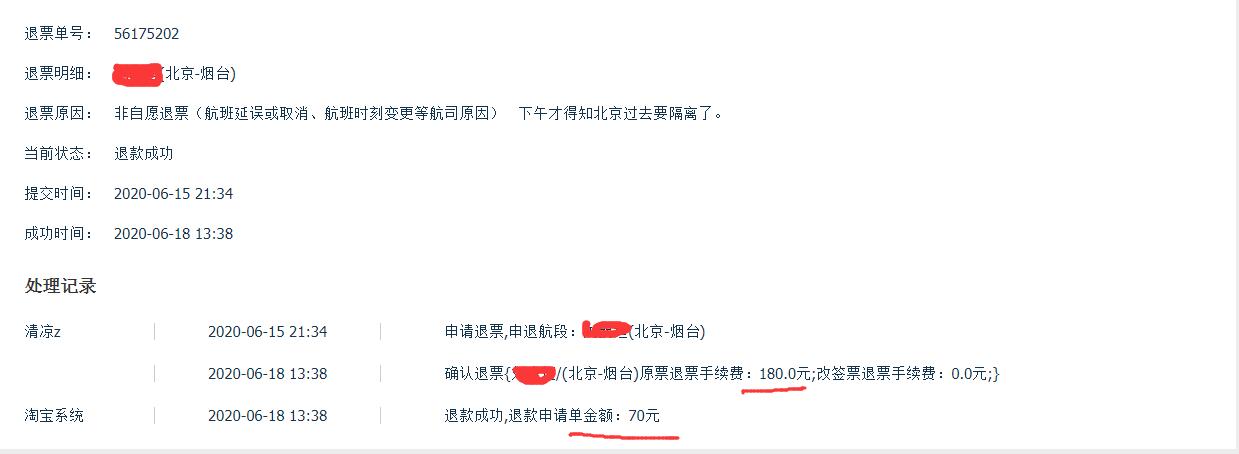 退票单号： 56175202
退票明细： (北京-烟台)
退票原因： 非自愿退票（航班延误或取消、航班时刻变更等航司原因） 下午才得知北京过去要隔离了。
当前状态： 退款成功
提交时间： 2020-06-15 21:34
成功时间： 2020-06-18 13:38
处理记录
清凉z 2020-06-15 21:34 申请退票,申退航段： (北京-烟台)
2020-06-18 13:38 确认退票{ /(北京-烟台)原票退票手续费：180.0元;改签票退票手续费：0.0元;}
淘宝系统 2020-06-18 13:38 退款成功,退款申请单金额：70元